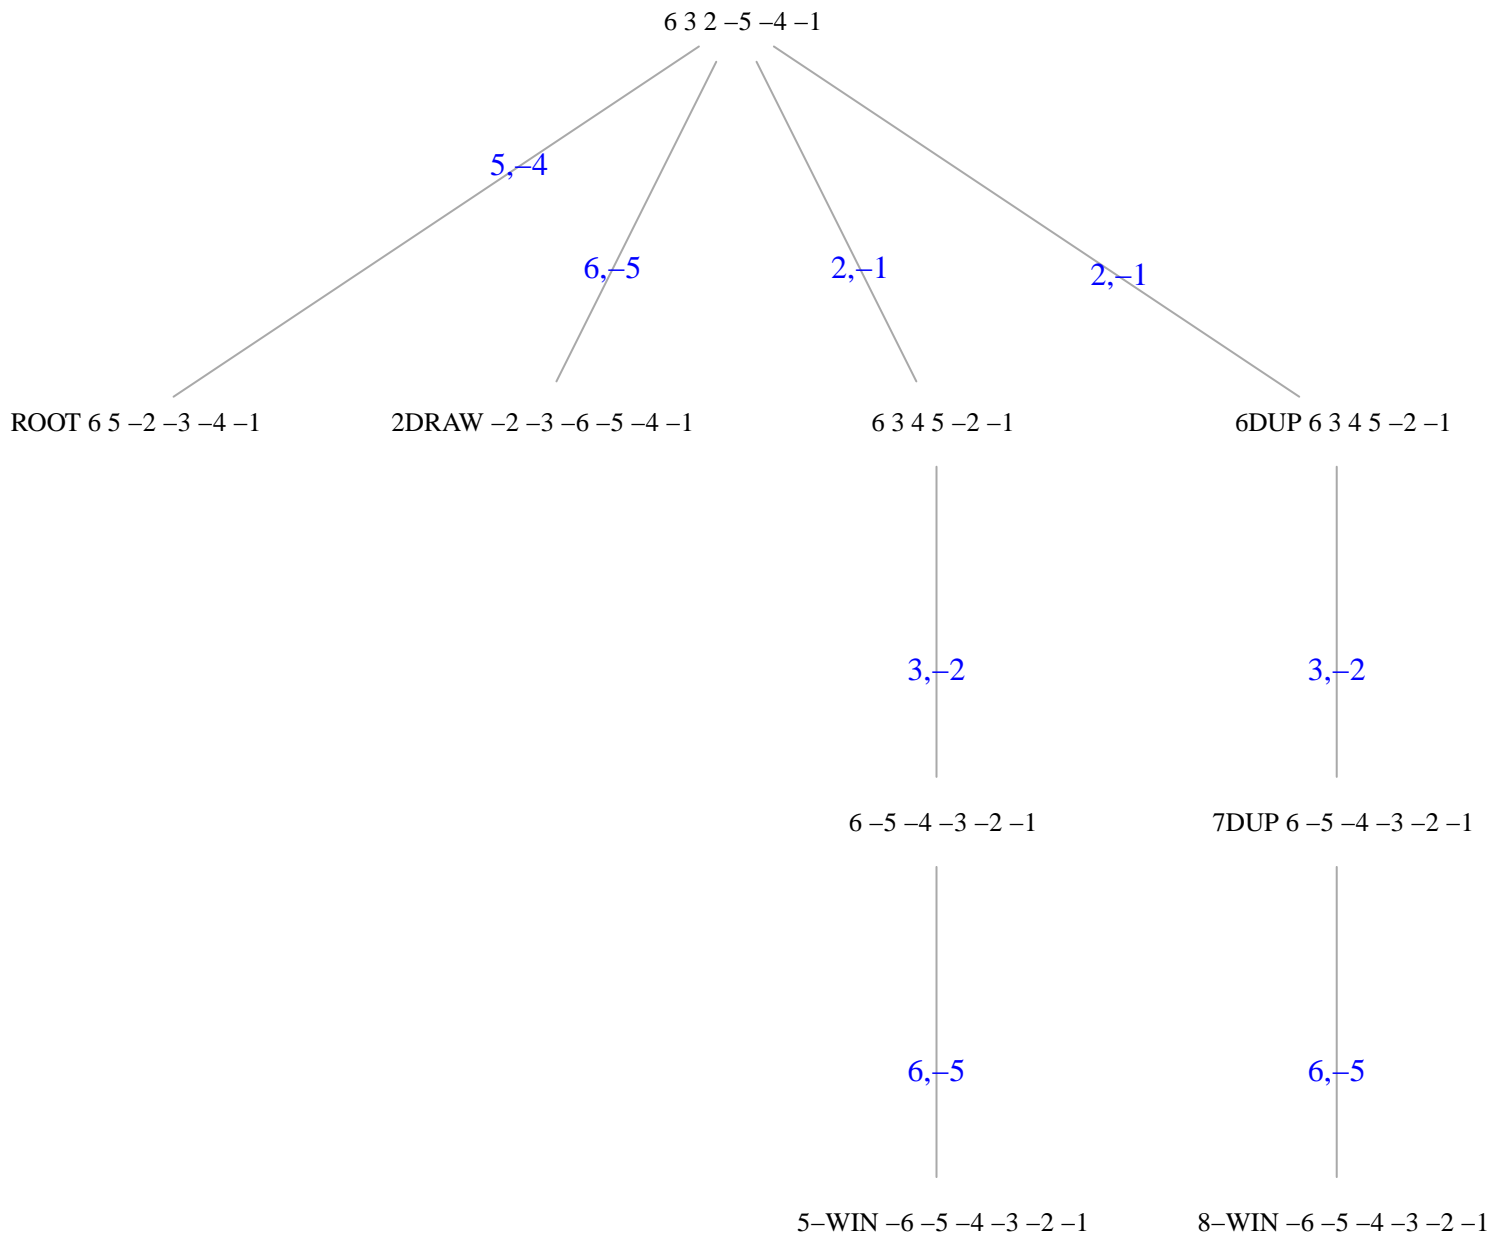 6 3 2 –5 –4 –1
5,–4
6,–5
2,–1
2,–1
ROOT 6 5 –2 –3 –4 –1
2DRAW –2 –3 –6 –5 –4 –1
6 3 4 5 –2 –1
6DUP 6 3 4 5 –2 –1
3,–2
3,–2
6 –5 –4 –3 –2 –1
7DUP 6 –5 –4 –3 –2 –1
6,–5
6,–5
5–WIN –6 –5 –4 –3 –2 –1
8–WIN –6 –5 –4 –3 –2 –1